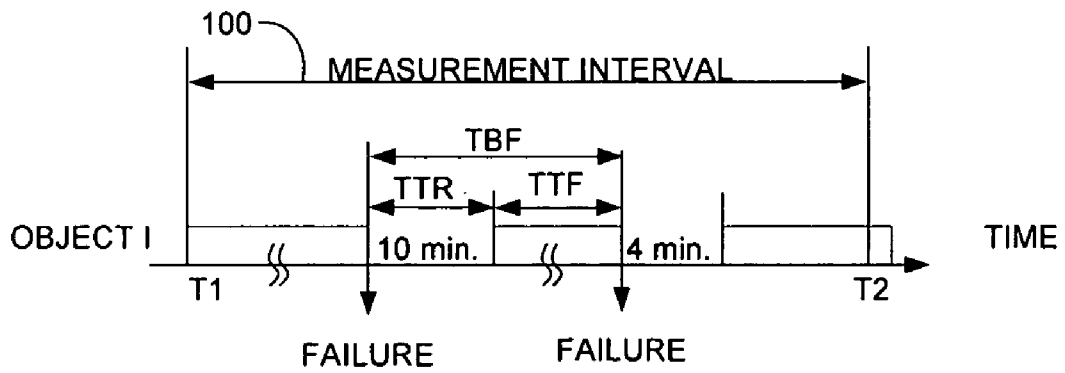 100
MEASUREMENT INTERVAL
TBF
TTR TTF
OBJECT I 10 min. 4 min. TIME
T1 T2
FAILURE FAILURE